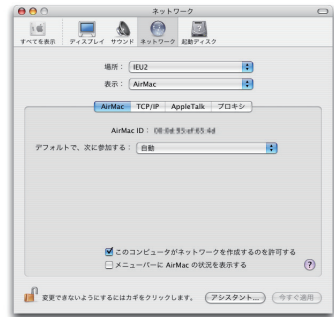 ネットワーク
すべてを表示 ディスプレイ サウンド ネットワーク 起動ディスク
場所： IEU2
表示： AirMac
AirMac TCP/IP AppleTalk プロキシ
AirMac ID：
デフォルトで、次に参加する： 自動
このコンピュータがネットワークを作成するのを許可する
メニューバーに AirMac の状況を表示する
?
変更できないようにするにはカギをクリックします。 アシスタント... 今すぐ適用